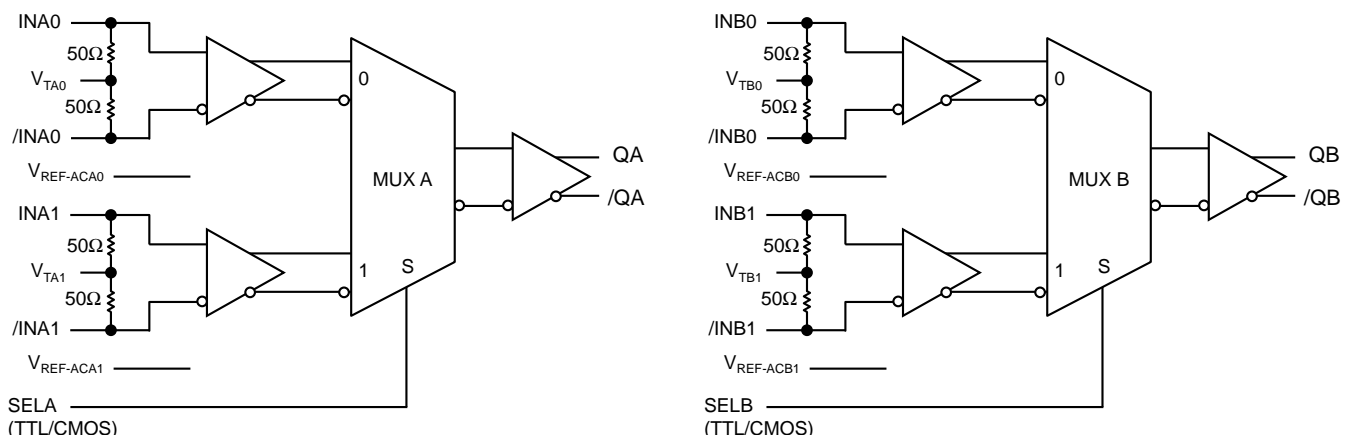 INA0
50Ω
VTA0
50Ω
/INA0
VREF-ACA0
INA1
50Ω
VTA1
50Ω
/INA1
VREF-ACA1
SELA
(TTL/CMOS)
0
MUX A
1
S
QA
/QA
INB0
50Ω
VTB0
50Ω
/INB0
VREF-ACB0
INB1
50Ω
VTB1
50Ω
/INB1
VREF-ACB1
SELB
(TTL/CMOS)
0
MUX B
1
S
QB
/QB